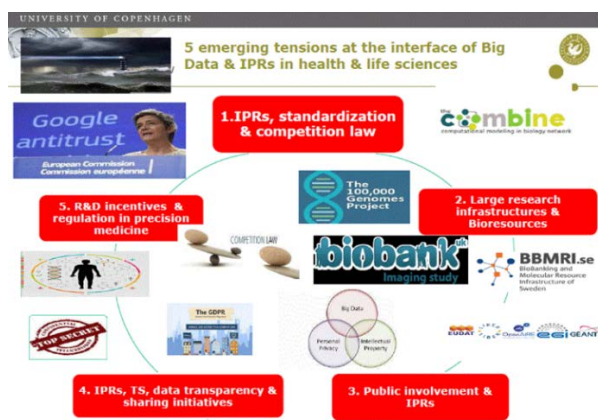 UNIVERSITY OF COPENHAGEN
5 emerging tensions at the interface of Big
Data & IPRs in health & life sciences
Google
antitrust
European Commission
Commission européenne
1.IPRs, standardization
& competition law
the
combine
computational modeling in biology network
5. R&D incentives &
regulation in precision
medicine
The
100,000
Genomes
Project
2. Large research
infrastructures &
Bioresources
COMPETITION LAW
biobank uk
Imaging study
BBMRI.se
BioBanking and
Molecular Resource
Infrastructure of
Sweden
TOP SECRET
The GDPR
Big Data
Personal
Privacy
Intellectual
Property
EUDAT
OpenAIRE
egi
GEANT
4. IPRs, TS, data transparency &
sharing initiatives
3. Public involvement &
IPRs